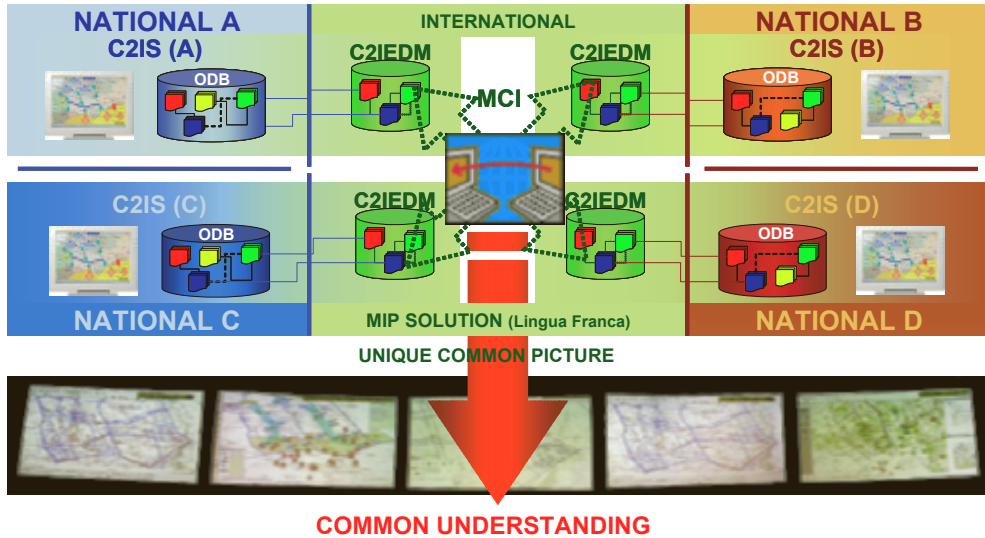 NATIONAL A
INTERNATIONAL
NATIONAL B
C2IS (A)
C2IEDM
C2IEDM
C2IS (B)
ODB
MCI
ODB
C2IS (C)
C2IEDM
C2IEDM
C2IS (D)
ODB
ODB
NATIONAL C
MIP SOLUTION (Lingua Franca)
NATIONAL D
UNIQUE COMMON PICTURE
COMMON UNDERSTANDING